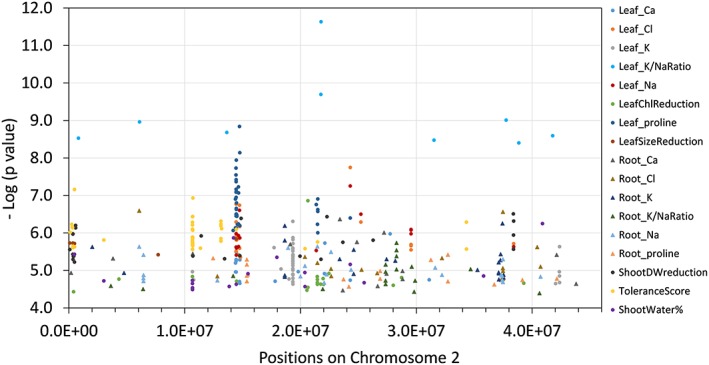 12.0
11.0
10.0
9.0
8.0
7.0
6.0
5.0
4.0
- Log (p value)
0.0E+00 1.0E+07 2.0E+07 3.0E+07 4.0E+07
Positions on Chromosome 2
Leaf_Ca
Leaf_Cl
Leaf_K
Leaf_K/NaRatio
Leaf_Na
LeafChlReduction
Leaf_proline
LeafSizeReduction
Root_Ca
Root_Cl
Root_K
Root_K/NaRatio
Root_Na
Root_proline
ShootDWreduction
ToleranceScore
ShootWater%